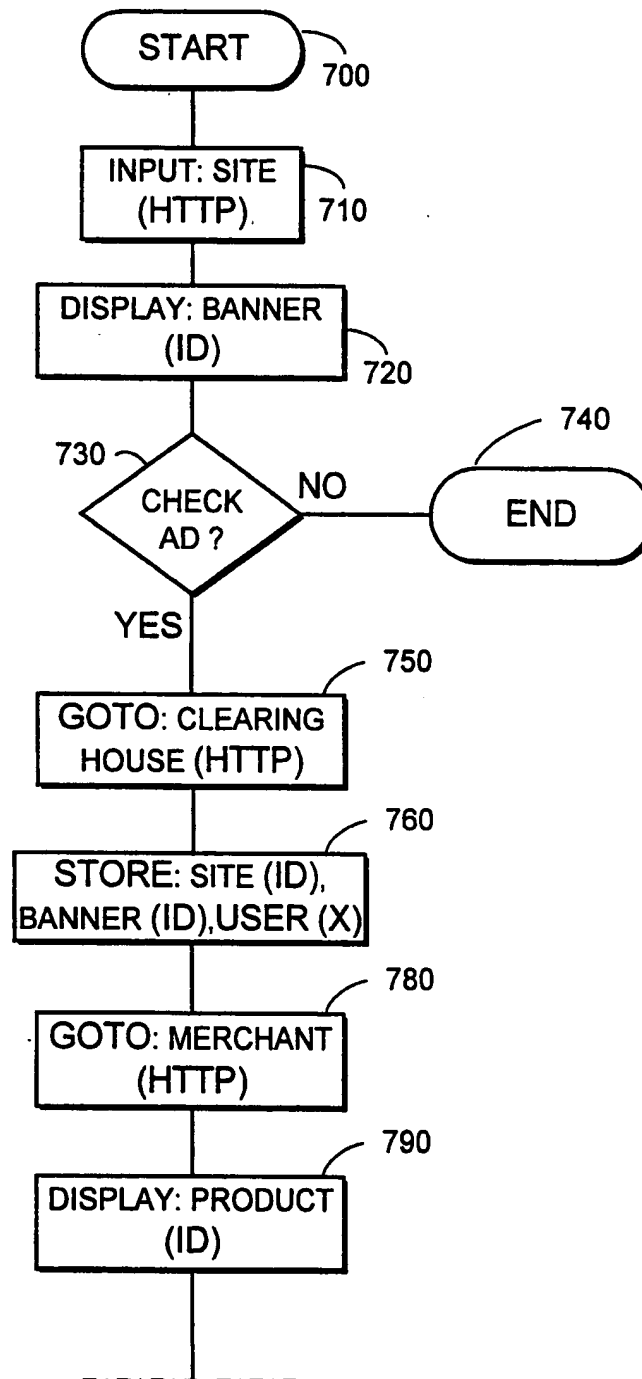 START
700
INPUT: SITE
(HTTP)
710
DISPLAY: BANNER
(ID)
720
730
CHECK
AD ?
NO
740
END
YES
750
GOTO: CLEARING
HOUSE (HTTP)
760
STORE: SITE (ID),
BANNER (ID),USER (X)
780
GOTO: MERCHANT
(HTTP)
790
DISPLAY: PRODUCT
(ID)